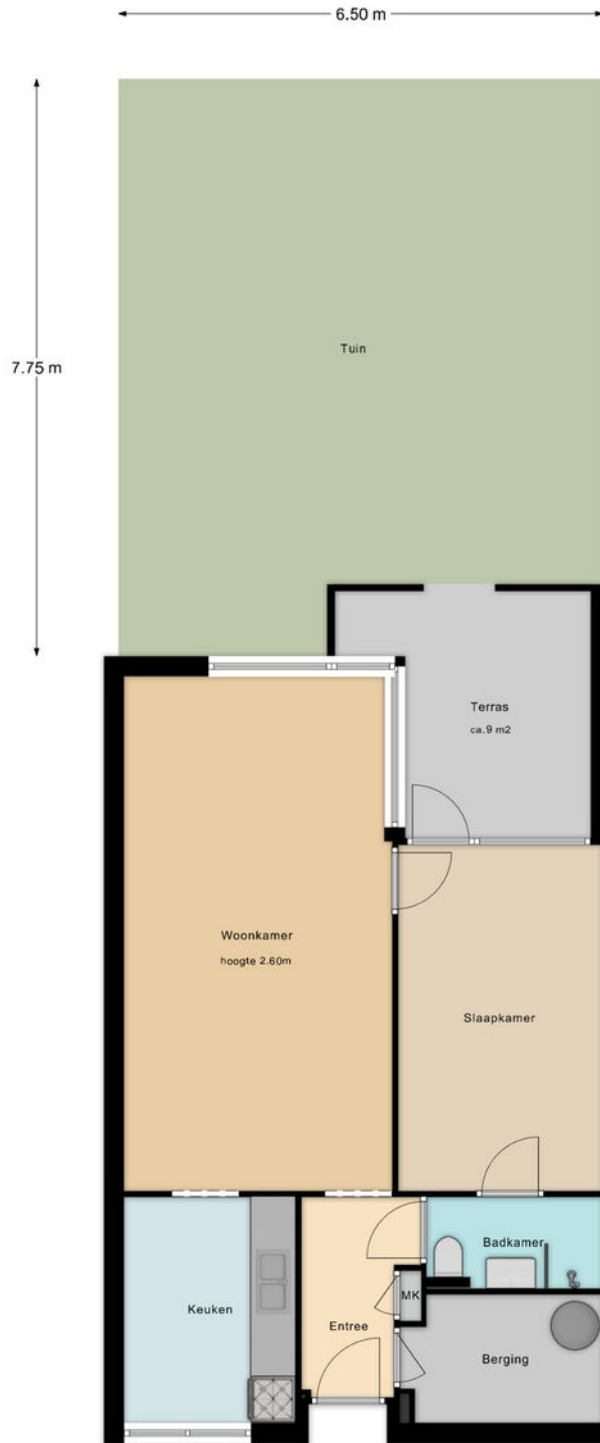 6.50 m
7.75 m
Tuin
Terras
ca.9 m2
Woonkamer
hoogte 2.60m
Slaapkamer
Badkamer
Keuken
MK
Entree
Berging